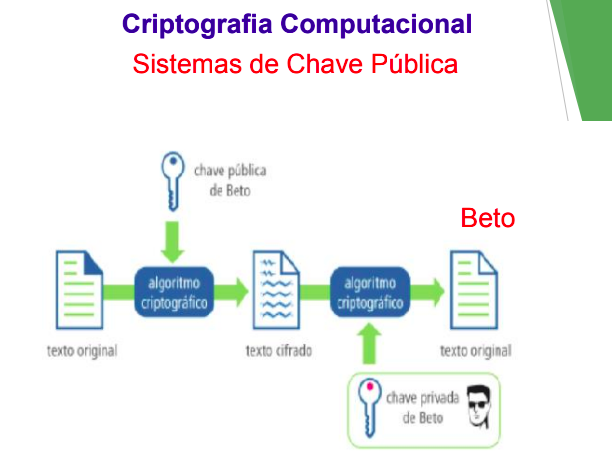 Criptografia Computacional
Sistemas de Chave Pública
chave pública
de Beto
Beto
algoritmo
criptográfico
algoritmo
criptográfico
texto original
texto cifrado
texto original
chave privada
de Beto